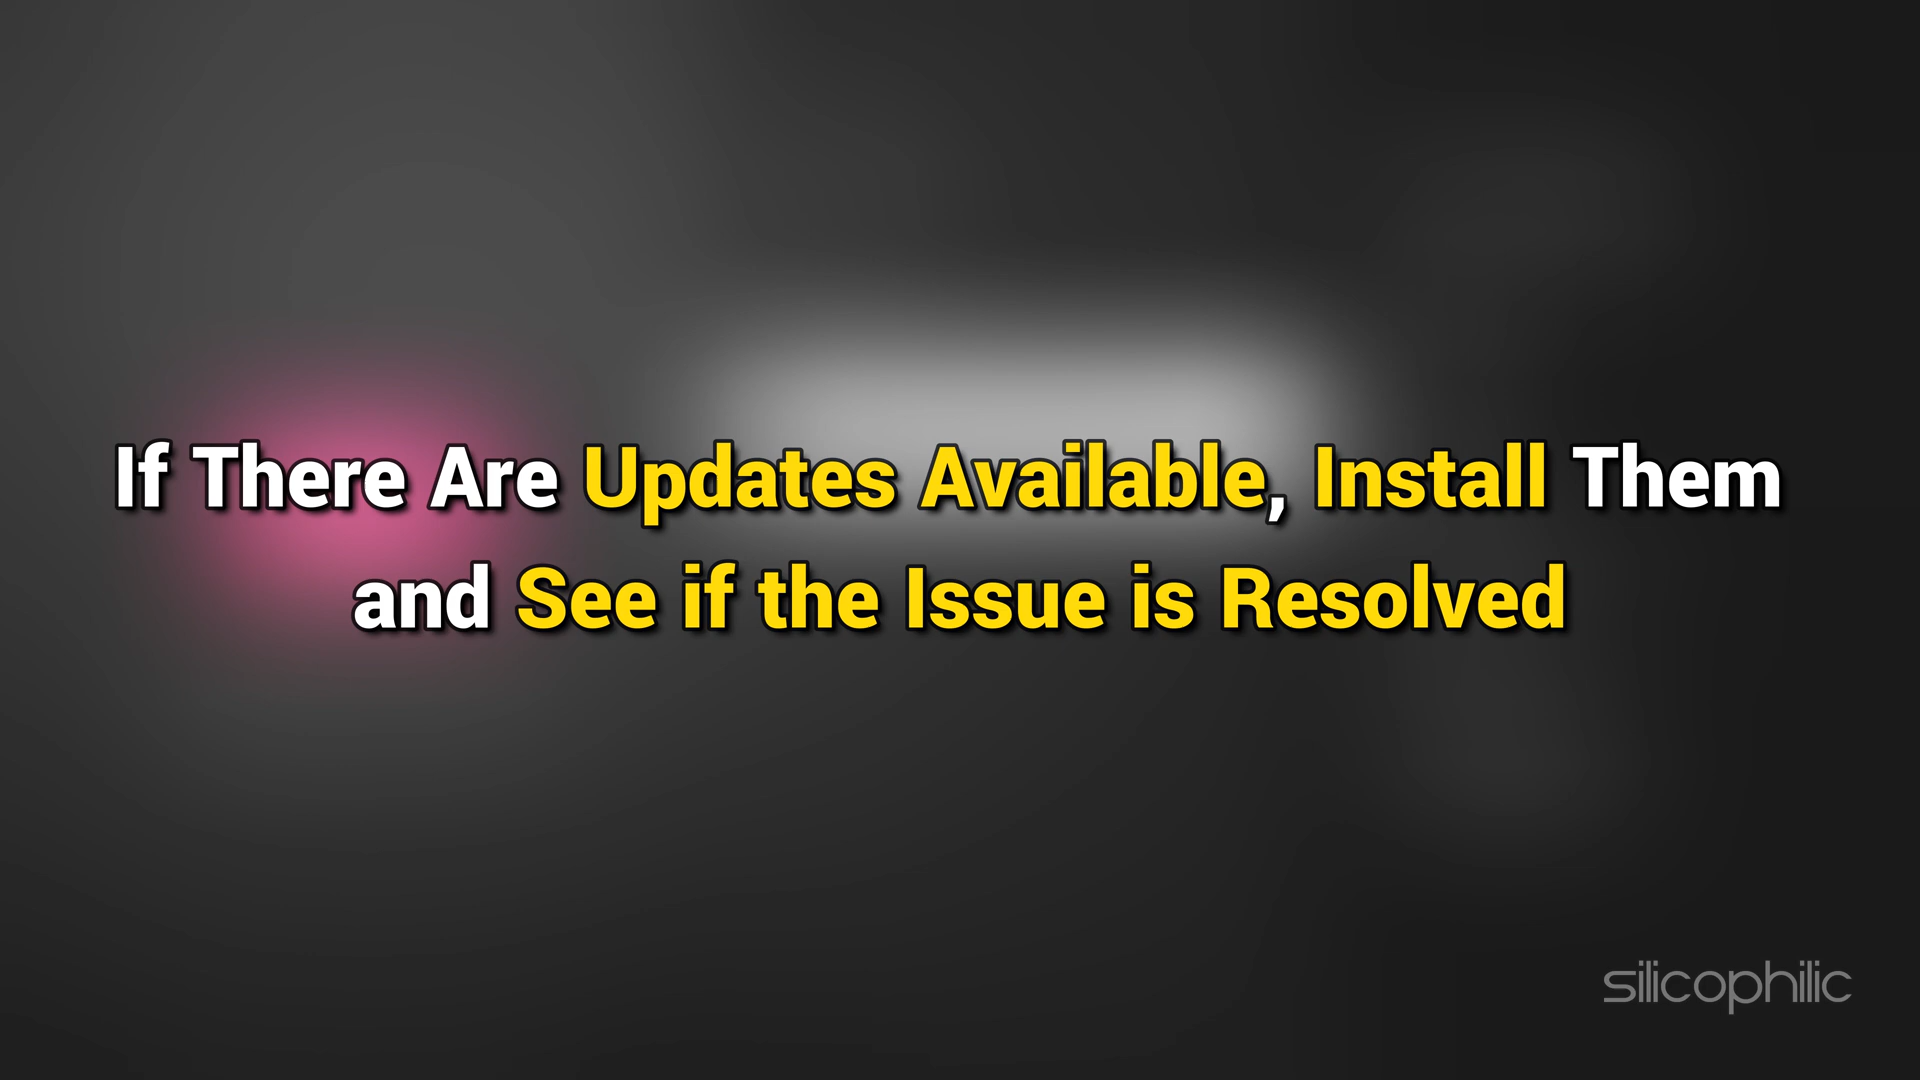 If There Are Updates Available, Install Them
and See if the Issue is Resolved
silicophilic